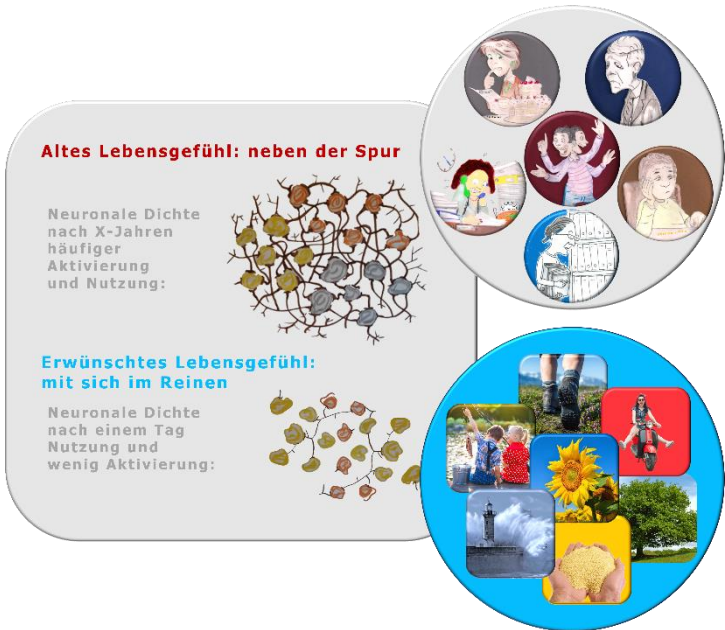 Altes Lebensgefühl: neben der Spur
Neuronale Dichte
nach X-Jahren
häufiger
Aktivierung
und Nutzung:
Erwünschtes Lebensgefühl:
mit sich im Reinen
Neuronale Dichte
nach einem Tag
Nutzung und
wenig Aktivierung: